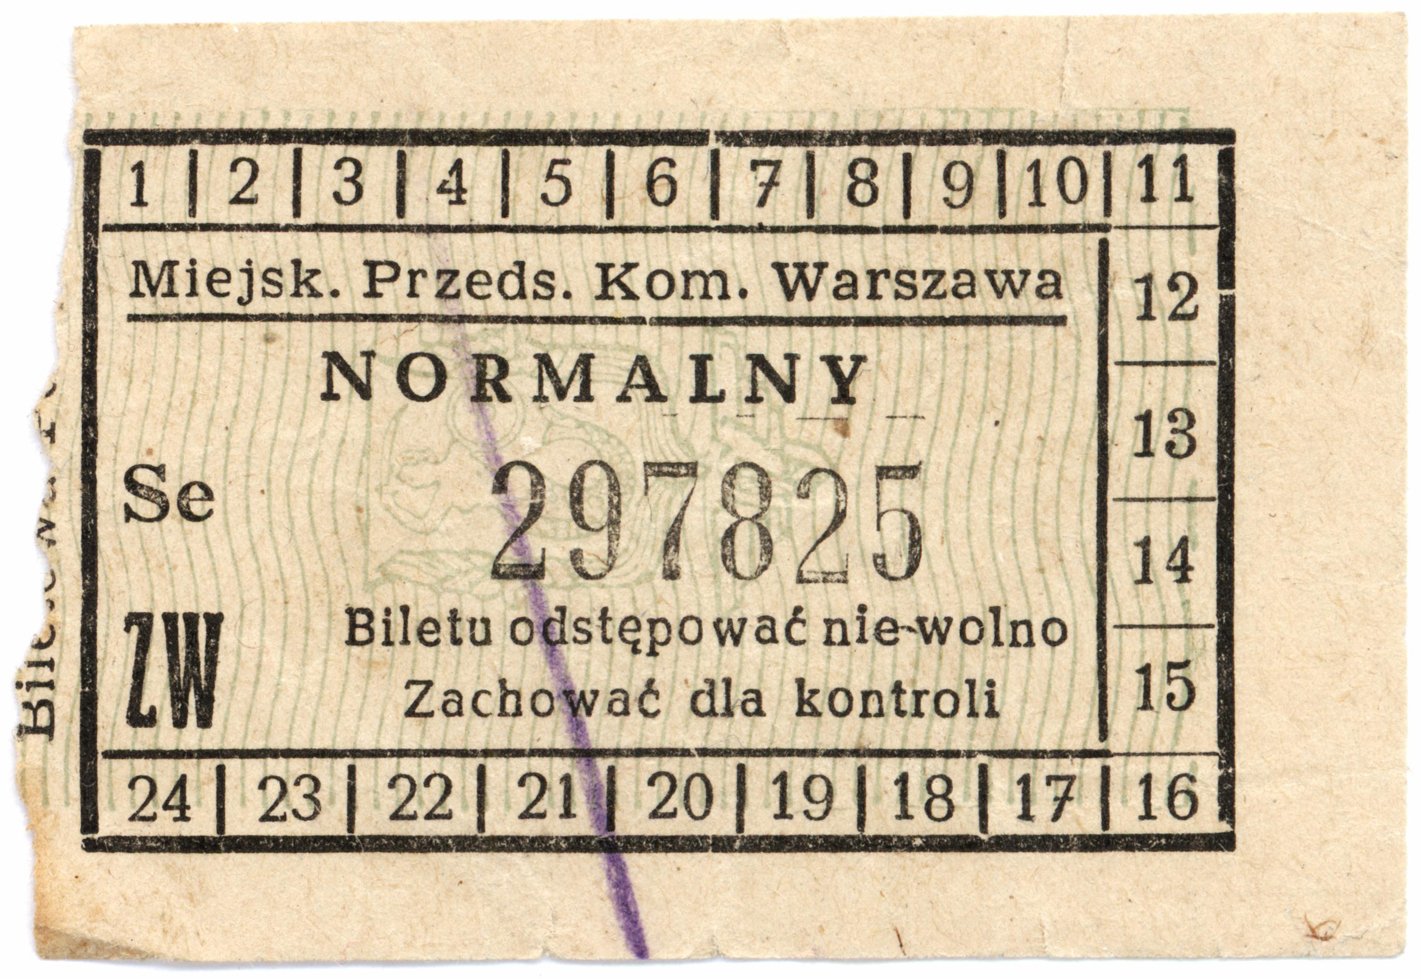 1 | 2 | 3 | 4 | 5 | 6 | 7 | 8 | 9 | 10 | 11
Miejsk. Przeds. Kom. Warszawa
12
NORMALNY
13
Se 297825
14
Biletu odstępować nie wolno
ZW
Zachować dla kontroli
15
24 | 23 | 22 | 21 | 20 | 19 | 18 | 17 | 16